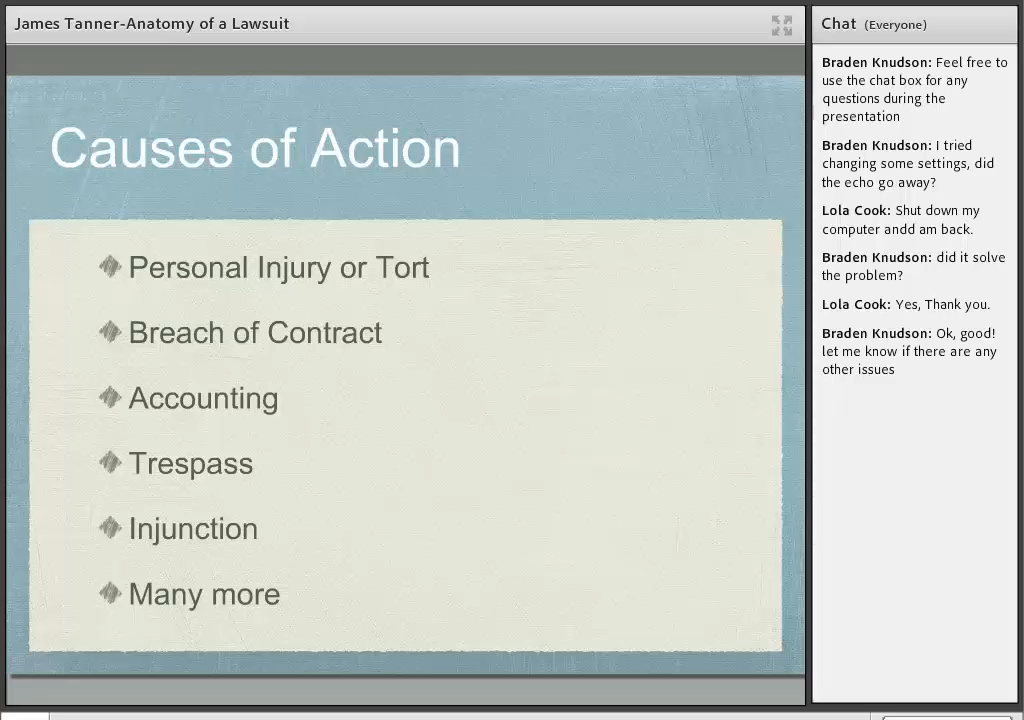 James Tanner-Anatomy of a Lawsuit
Causes of Action
Personal Injury or Tort
Breach of Contract
Accounting
Trespass
Injunction
Many more
Chat (Everyone)
Braden Knudson: Feel free to
use the chat box for any
questions during the
presentation
Braden Knudson: I tried
changing some settings, did
the echo go away?
Lola Cook: Shut down my
computer andd am back.
Braden Knudson: did it solve
the problem?
Lola Cook: Yes, Thank you.
Braden Knudson: Ok, good!
let me know if there are any
other issues